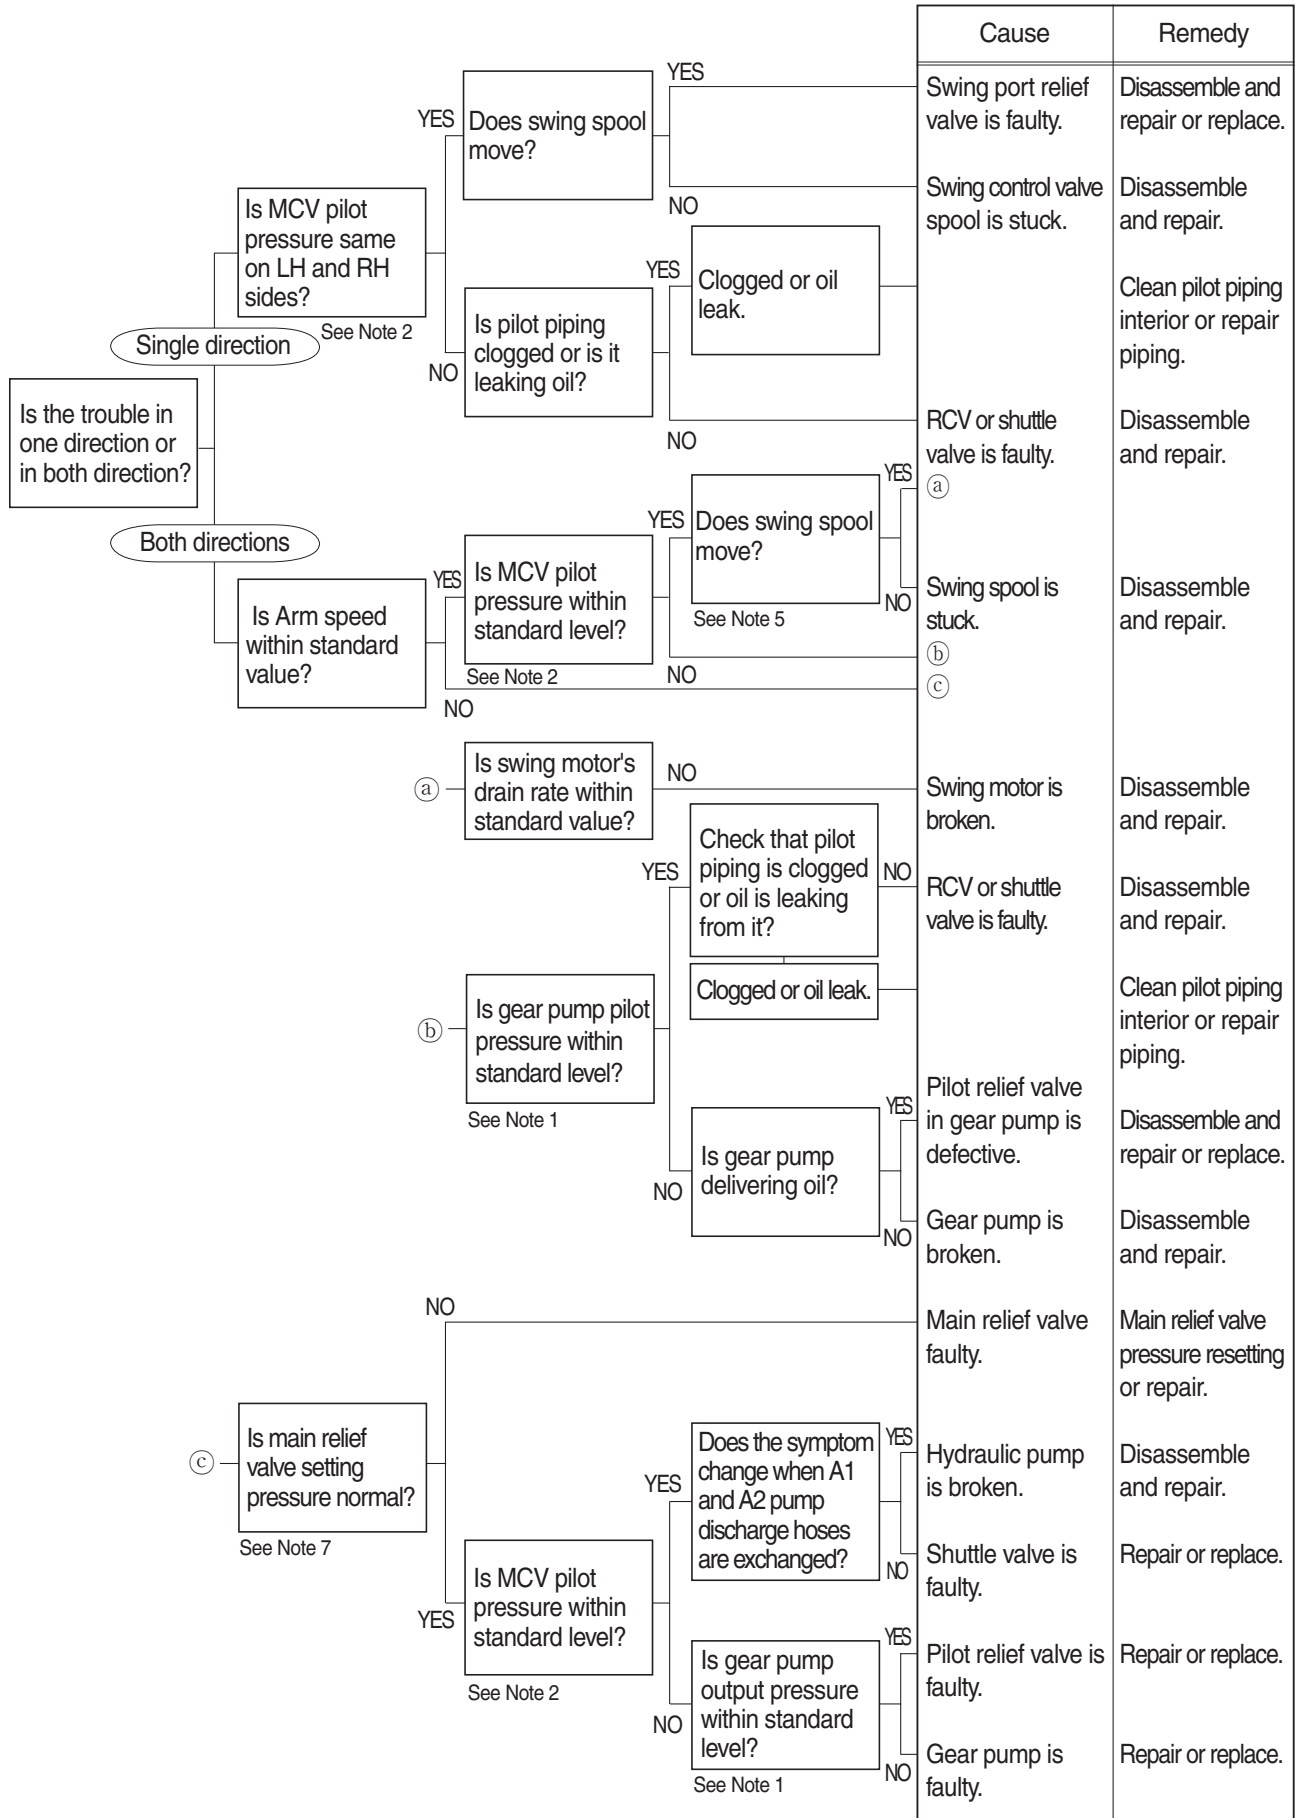 Cause
Remedy
YES
Swing port relief
valve is faulty.
Disassemble and
repair or replace.
YES
Does swing spool
move?
NO
Swing control valve
spool is stuck.
Disassemble
and repair.
Is MCV pilot
pressure same
on LH and RH
sides?
See Note 2
Single direction
NO
Is pilot piping
clogged or is it
leaking oil?
YES
Clogged or oil
leak.
Clean pilot piping
interior or repair
piping.
NO
RCV or shuttle
valve is faulty.
Disassemble
and repair.
Is the trouble in
one direction or
in both direction?
Both directions
Is Arm speed
within standard
value?
YES
Is MCV pilot
pressure within
standard level?
See Note 2
YES
Does swing spool
move?
See Note 5
YES
ⓐ
NO
Swing spool is
stuck.
Disassemble
and repair.
NO
ⓑ
NO
ⓒ
ⓐ
Is swing motor's
drain rate within
standard value?
NO
Swing motor is
broken.
Disassemble
and repair.
ⓑ
Is gear pump pilot
pressure within
standard level?
See Note 1
YES
Check that pilot
piping is clogged
or oil is leaking
from it?
NO
RCV or shuttle
valve is faulty.
Disassemble
and repair.
Clogged or oil leak.
Clean pilot piping
interior or repair
piping.
NO
Is gear pump
delivering oil?
YES
Pilot relief valve
in gear pump is
defective.
Disassemble and
repair or replace.
NO
Gear pump is
broken.
Disassemble
and repair.
ⓒ
Is main relief
valve setting
pressure normal?
See Note 7
NO
Main relief valve
faulty.
Main relief valve
pressure resetting
or repair.
YES
Is MCV pilot
pressure within
standard level?
See Note 2
YES
Does the symptom
change when A1
and A2 pump
discharge hoses
are exchanged?
YES
Hydraulic pump
is broken.
Disassemble
and repair.
NO
Shuttle valve is
faulty.
Repair or replace.
NO
Is gear pump
output pressure
within standard
level?
See Note 1
YES
Pilot relief valve is
faulty.
Repair or replace.
NO
Gear pump is
faulty.
Repair or replace.